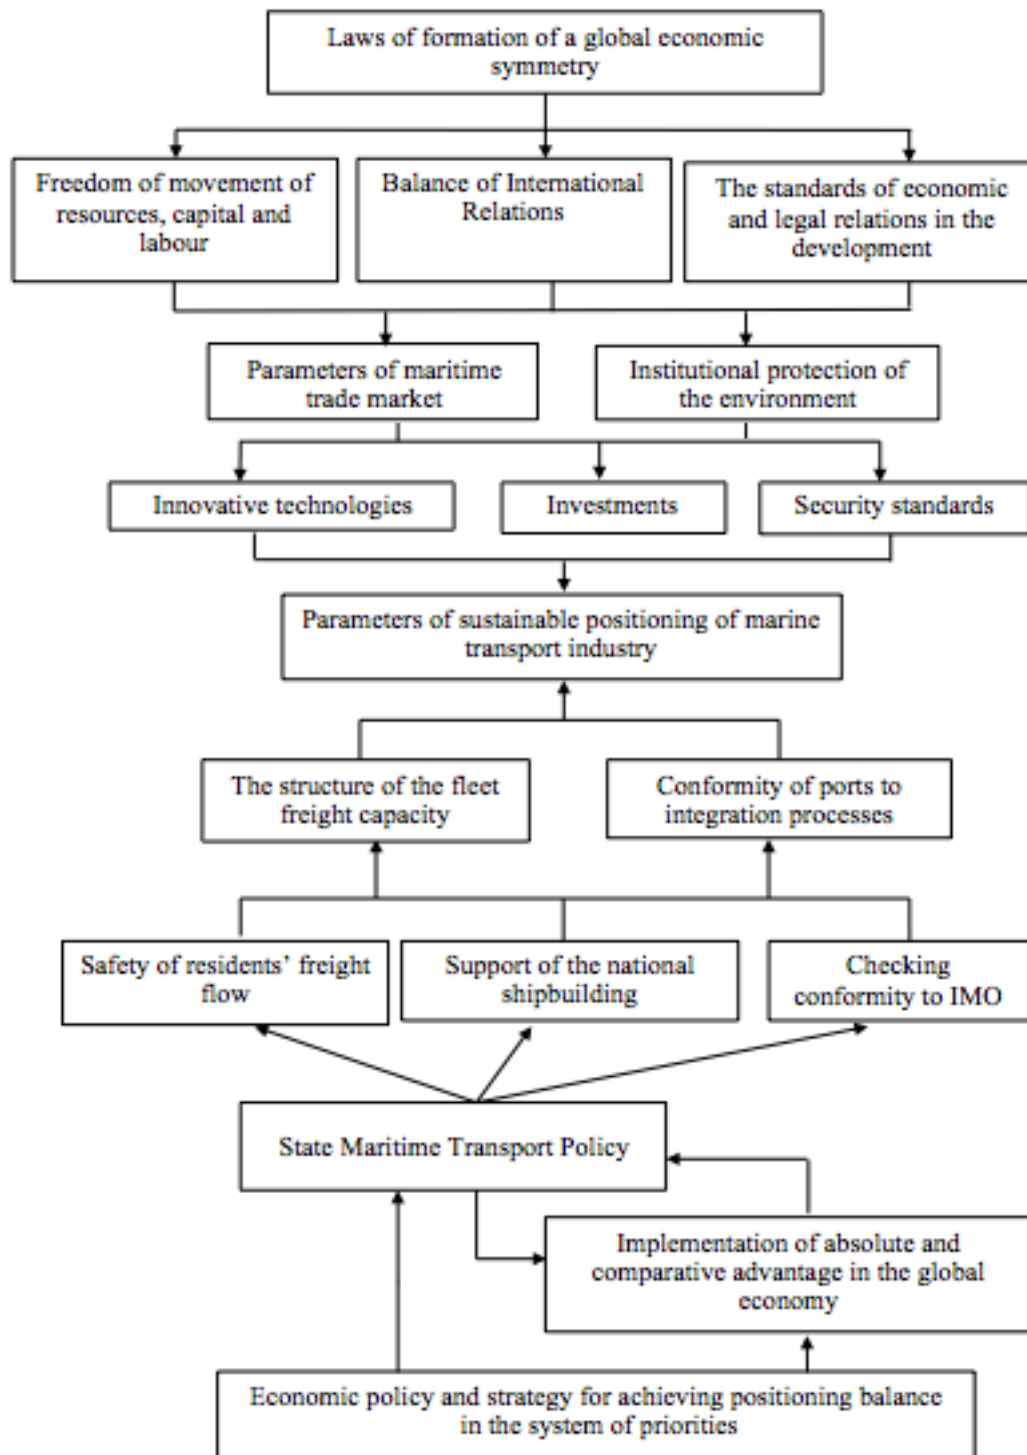 Laws of formation of a global economic
symmetry
Freedom of movement of
resources, capital and
labour
Balance of International
Relations
The standards of economic
and legal relations in the
development
Parameters of maritime
trade market
Institutional protection of
the environment
Innovative technologies
Investments
Security standards
Parameters of sustainable positioning of marine
transport industry
The structure of the fleet
freight capacity
Conformity of ports to
integration processes
Safety of residents’ freight
flow
Support of the national
shipbuilding
Checking
conformity to IMO
State Maritime Transport Policy
Implementation of absolute and
comparative advantage in the global
economy
Economic policy and strategy for achieving positioning balance
in the system of priorities